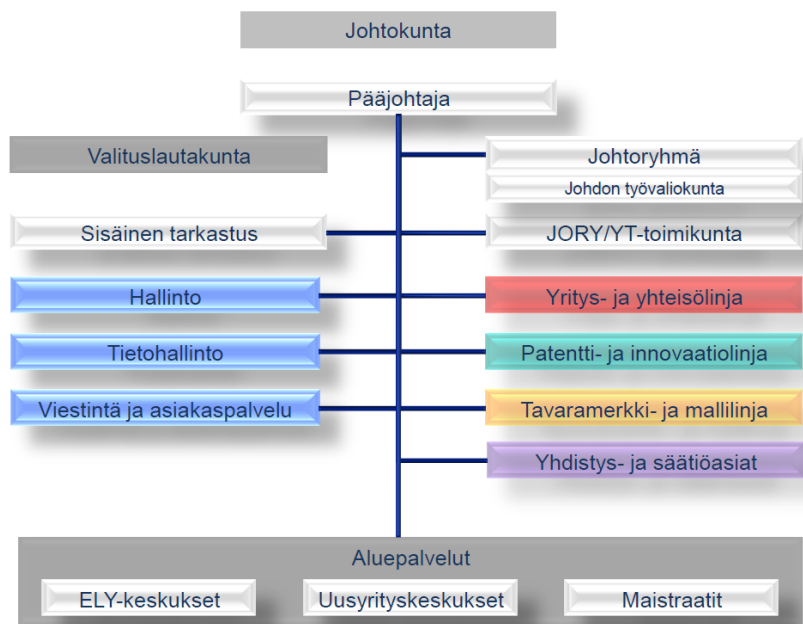 Johtokunta
Pääjohtaja
Valituslautakunta
Johtoryhmä
Johdon työvaliokunta
Sisäinen tarkastus
JORY/YT-toimikunta
Hallinto
Yritys- ja yhteisölinja
Tietohallinto
Patentti- ja innovaatiolinja
Viestintä ja asiakaspalvelu
Tavaramerkki- ja mallilinja
Yhdistys- ja säätiöasiat
Aluepalvelut
ELY-keskukset
Uusyrityskeskukset
Maistraatit